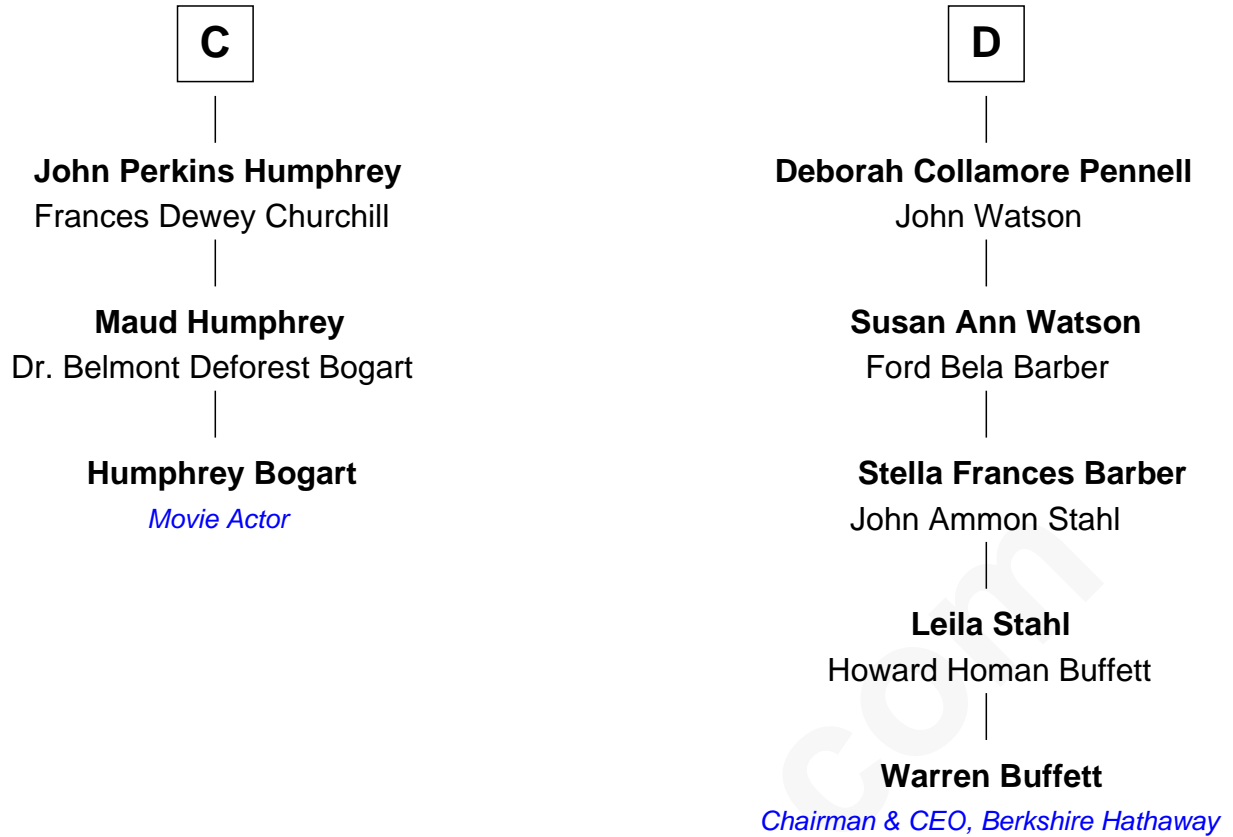 C
John Perkins Humphrey
Frances Dewey Churchill
Maud Humphrey
Dr. Belmont Deforest Bogart
Humphrey Bogart
Movie Actor
D
Deborah Collamore Pennell
John Watson
Susan Ann Watson
Ford Bela Barber
Stella Frances Barber
John Ammon Stahl
Leila Stahl
Howard Homan Buffett
Warren Buffett
Chairman & CEO, Berkshire Hathaway
com